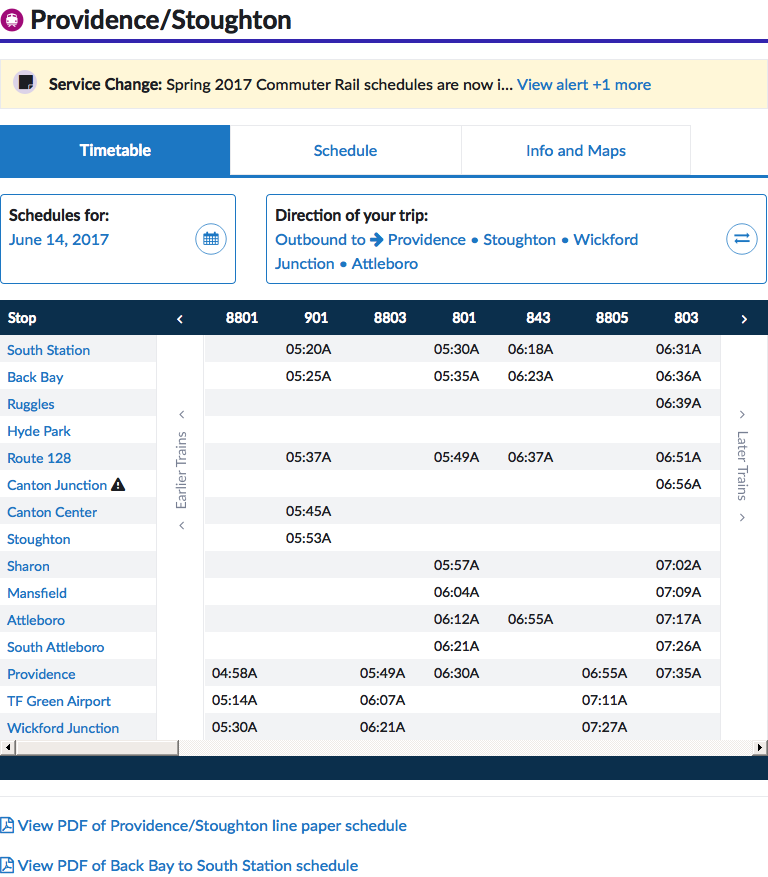 Providence/Stoughton
Service Change: Spring 2017 Commuter Rail schedules are now i... View alert +1 more
Timetable Schedule Info and Maps
Schedules for:
June 14, 2017
Direction of your trip:
Outbound to Providence • Stoughton • Wickford
Junction • Attleboro
Stop 8801 901 8803 801 843 8805 803
South Station 05:20A 05:30A 06:18A 06:31A
Back Bay 05:25A 05:35A 06:23A 06:36A
Ruggles 06:39A
Hyde Park
Route 128 05:37A 05:49A 06:37A 06:51A
Canton Junction 06:56A
Canton Center 05:45A
Stoughton 05:53A
Sharon 05:57A 07:02A
Mansfield 06:04A 07:09A
Attleboro 06:12A 06:55A 07:17A
South Attleboro 06:21A 07:26A
Providence 04:58A 05:49A 06:30A 06:55A 07:35A
TF Green Airport 05:14A 06:07A 07:11A
Wickford Junction 05:30A 06:21A 07:27A
Earlier Trains
Later Trains
View PDF of Providence/Stoughton line paper schedule
View PDF of Back Bay to South Station schedule